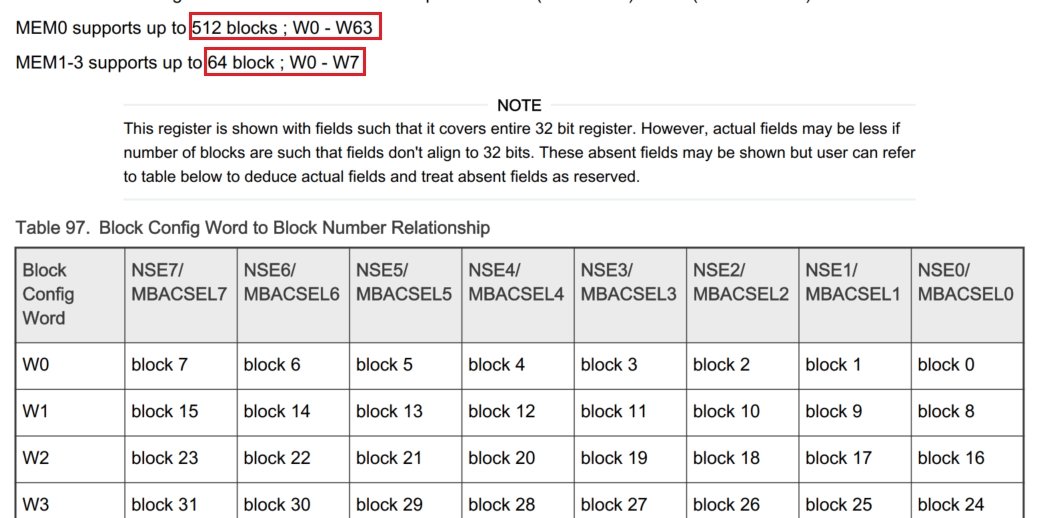 MEM0 supports up to 512 blocks ; W0 - W63
MEM1-3 supports up to 64 block ; W0 - W7
NOTE
This register is shown with fields such that it covers entire 32 bit register. However, actual fields may be less if
number of blocks are such that fields don't align to 32 bits. These absent fields may be shown but user can refer
to table below to deduce actual fields and treat absent fields as reserved.
Table 97. Block Config Word to Block Number Relationship
Block Config Word NSE7/ MBACSEL7 NSE6/ MBACSEL6 NSE5/ MBACSEL5 NSE4/ MBACSEL4 NSE3/ MBACSEL3 NSE2/ MBACSEL2 NSE1/ MBACSEL1 NSE0/ MBACSEL0
W0 block 7 block 6 block 5 block 4 block 3 block 2 block 1 block 0
W1 block 15 block 14 block 13 block 12 block 11 block 10 block 9 block 8
W2 block 23 block 22 block 21 block 20 block 19 block 18 block 17 block 16
W3 block 31 block 30 block 29 block 28 block 27 block 26 block 25 block 24